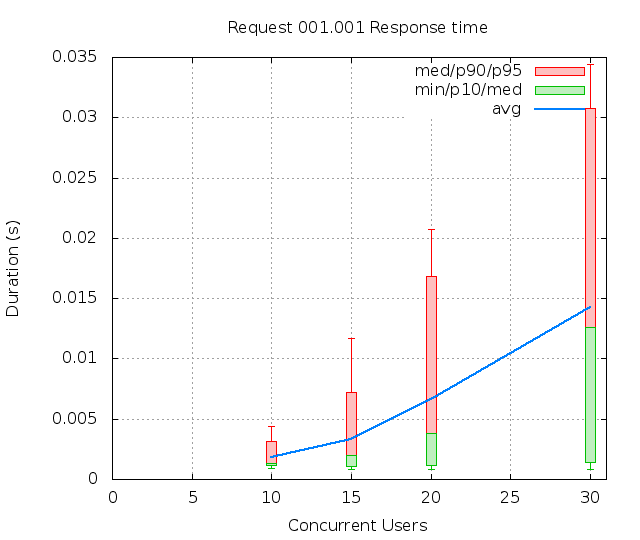 Request 001.001 Response time
Duration (s)
0.035
0.03
0.025
0.02
0.015
0.01
0.005
0
med/p90/p95
min/p10/med
avg
0 5 10 15 20 25 30
Concurrent Users